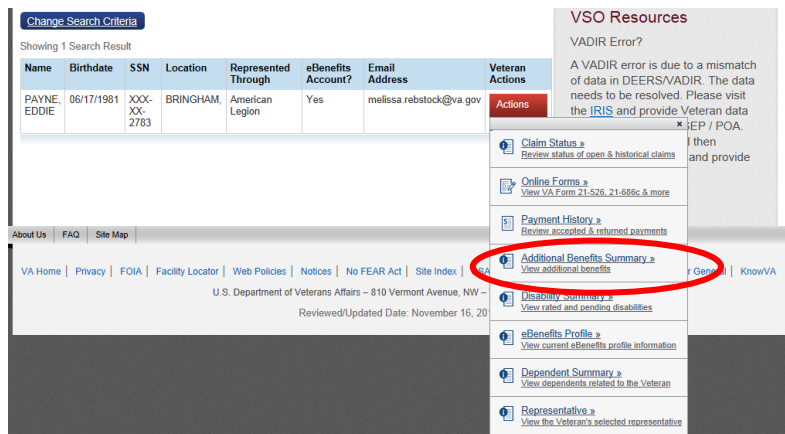 Change Search Criteria
Showing 1 Search Result
Name Birthdate SSN Location Represented Through eBenefits Account? Email Address Veteran Actions
PAYNE, EDDIE 06/17/1981 XXX-XX-2783 BRINGHAM, American Legion Yes melissa.rebstock@va.gov Actions
VSO Resources
VADIR Error?
A VADIR error is due to a mismatch
of data in DEERS/VADIR. The data
needs to be resolved. Please visit
the IRIS and provide Veteran data
SEP / POA.
then
and provide
×
Claim Status »
Review status of open & historical claims
Online Forms »
View VA Form 21-526, 21-686c & more
Payment History »
Review accepted & returned payments
Additional Benefits Summary »
View additional benefits
Disability Summary »
View rated and pending disabilities
eBenefits Profile »
View current eBenefits profile information
Dependent Summary »
View dependents related to the Veteran
Representative »
View the Veteran's selected representative
About Us FAQ Site Map
VA Home | Privacy | FOIA | Facility Locator | Web Policies | Notices | No FEAR Act | Site Index | General | KnowVA
U.S. Department of Veterans Affairs – 810 Vermont Avenue, NW –
Reviewed/Updated Date: November 16, 20